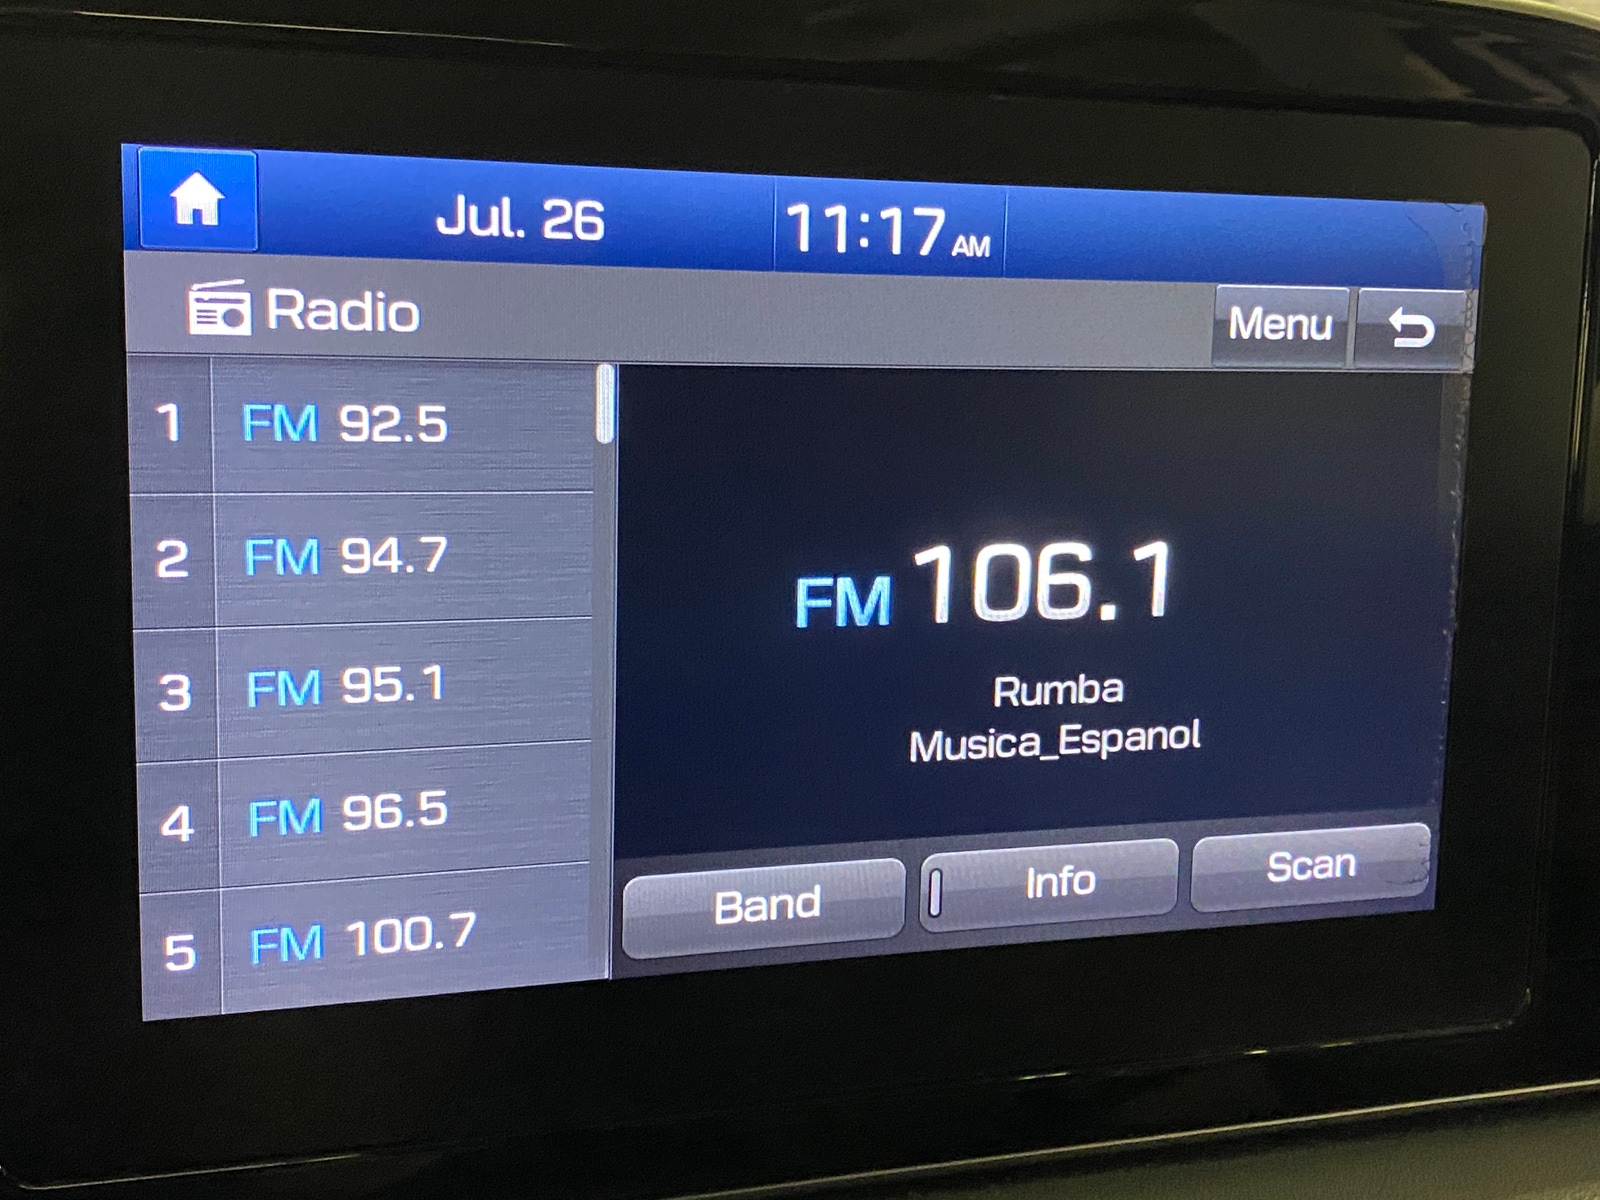 Jul. 26 11:17 AM
Radio Menu
1 FM 92.5
2 FM 94.7
3 FM 95.1
4 FM 96.5
5 FM 100.7
FM 106.1
Rumba
Musica_Espanol
Band Info Scan